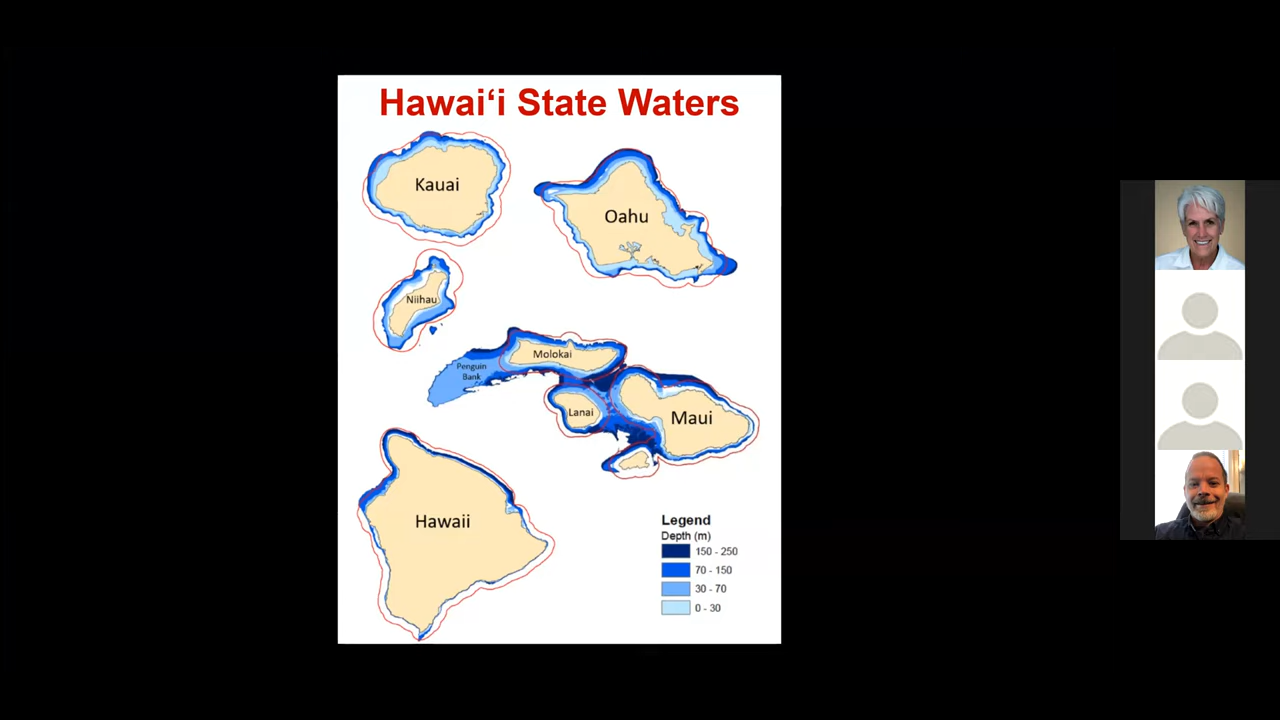 Hawaiʻi State Waters
Kauai
Oahu
Niihau
Molokai
Penguin
Bank
Lanai
Maui
Hawaii
Legend
Depth (m)
150 - 250
70 - 150
30 - 70
0 - 30